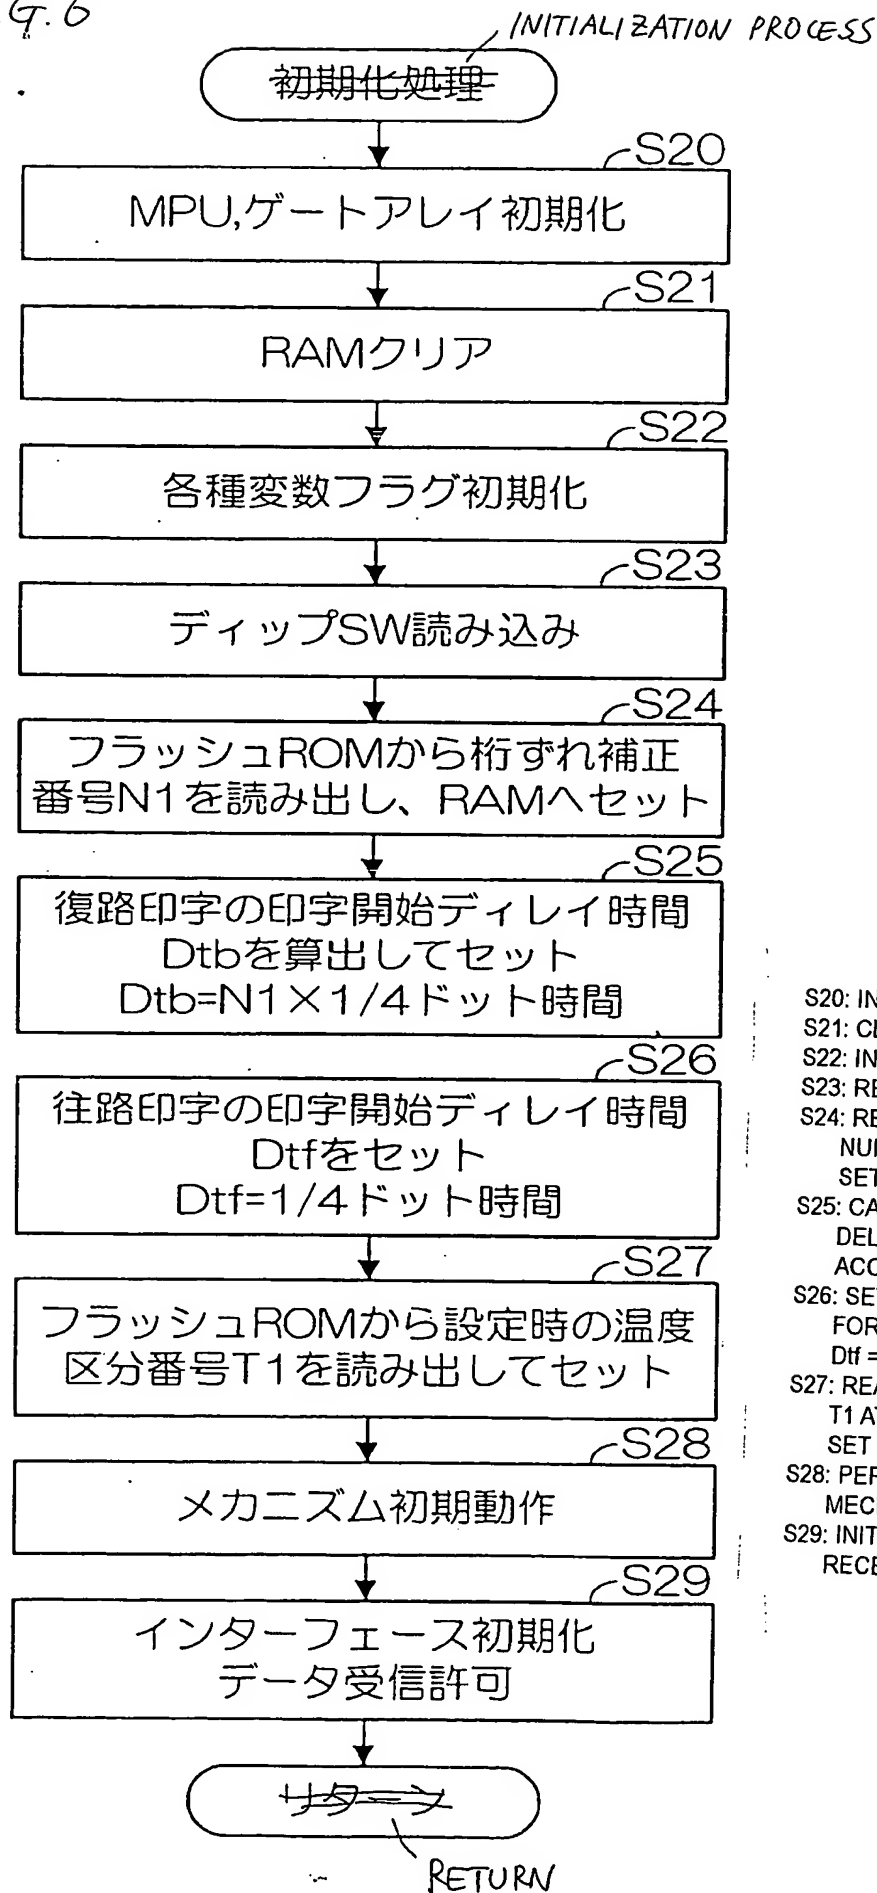 G. 6
INITIALIZATION PROCESS
初期化処理
S20
MPU,ゲートアレイ初期化
S21
RAMクリア
S22
各種変数フラグ初期化
S23
ディップSW読み込み
S24
フラッシュROMから桁ずれ補正
番号N1を読み出し、RAMへセット
S25
復路印字の印字開始ディレイ時間
Dtbを算出してセット
Dtb=N1×1/4ドット時間
S26
往路印字の印字開始ディレイ時間
Dtfをセット
Dtf=1/4ドット時間
S27
フラッシュROMから設定時の温度
区分番号T1を読み出してセット
S28
メカニズム初期動作
S29
インターフェース初期化
データ受信許可
リターン
RETURN
S20: IN
S21: CL
S22: IN
S23: RE
S24: RE
NU
SET
S25: CA
DEL
ACC
S26: SE
FOR
Dtf =
S27: REA
T1 A
SET
S28: PER
MEC
S29: INIT
RECE